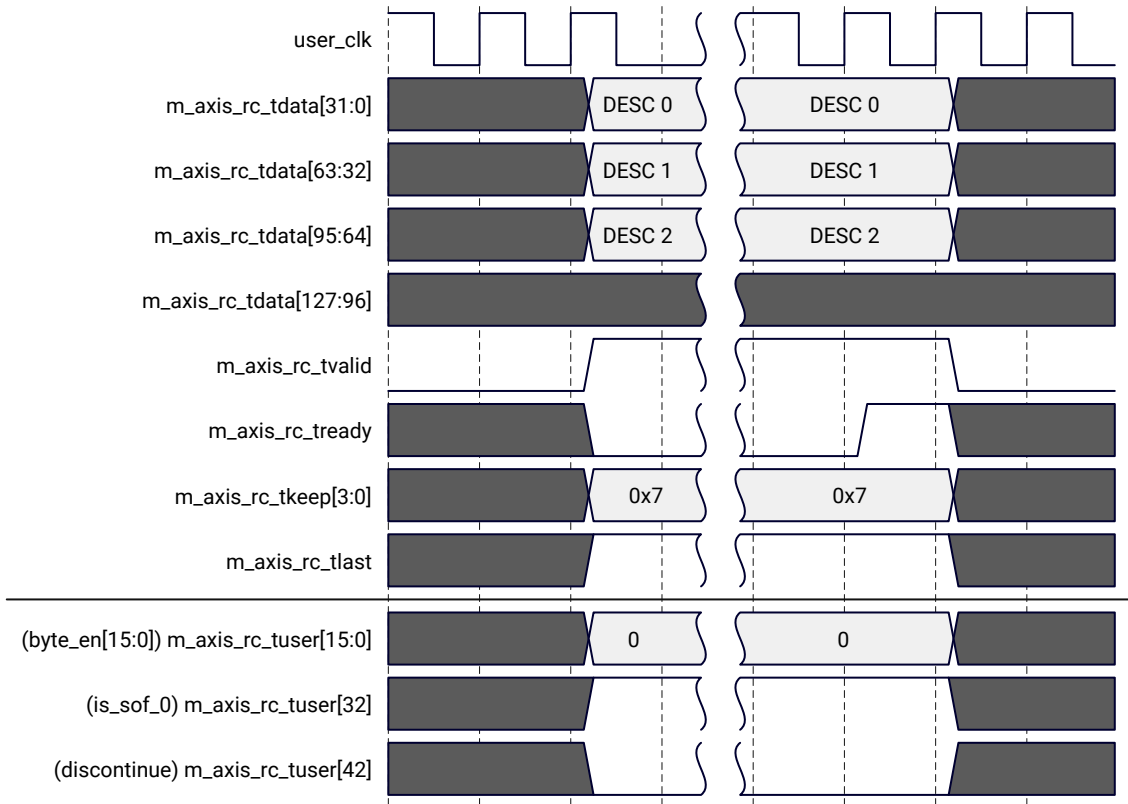 user_clk
m_axis_rc_tdata[31:0] DESC 0 DESC 0
m_axis_rc_tdata[63:32] DESC 1 DESC 1
m_axis_rc_tdata[95:64] DESC 2 DESC 2
m_axis_rc_tdata[127:96]
m_axis_rc_tvalid
m_axis_rc_tready
m_axis_rc_tkeep[3:0] 0x7 0x7
m_axis_rc_tlast
(byte_en[15:0]) m_axis_rc_tuser[15:0] 0 0
(is_sof_0) m_axis_rc_tuser[32]
(discontinue) m_axis_rc_tuser[42]